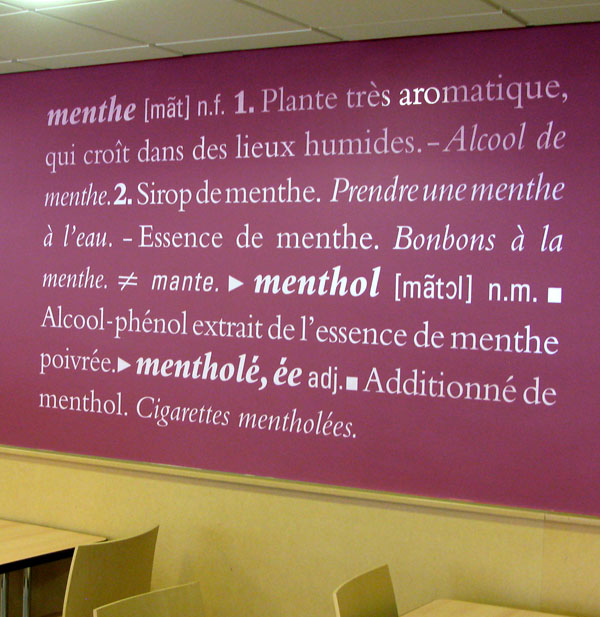 menthe [mãt] n.f. 1. Plante très aromatique,
qui croît dans des lieux humides. – Alcool de
menthe. 2. Sirop de menthe. Prendre une menthe
à l'eau. – Essence de menthe. Bonbons à la
menthe. ≠ mante. ► menthol [mãtɔl] n.m. ■
Alcool-phénol extrait de l'essence de menthe
poivrée. ► mentholé, ée adj. ■ Additionné de
menthol. Cigarettes mentholées.